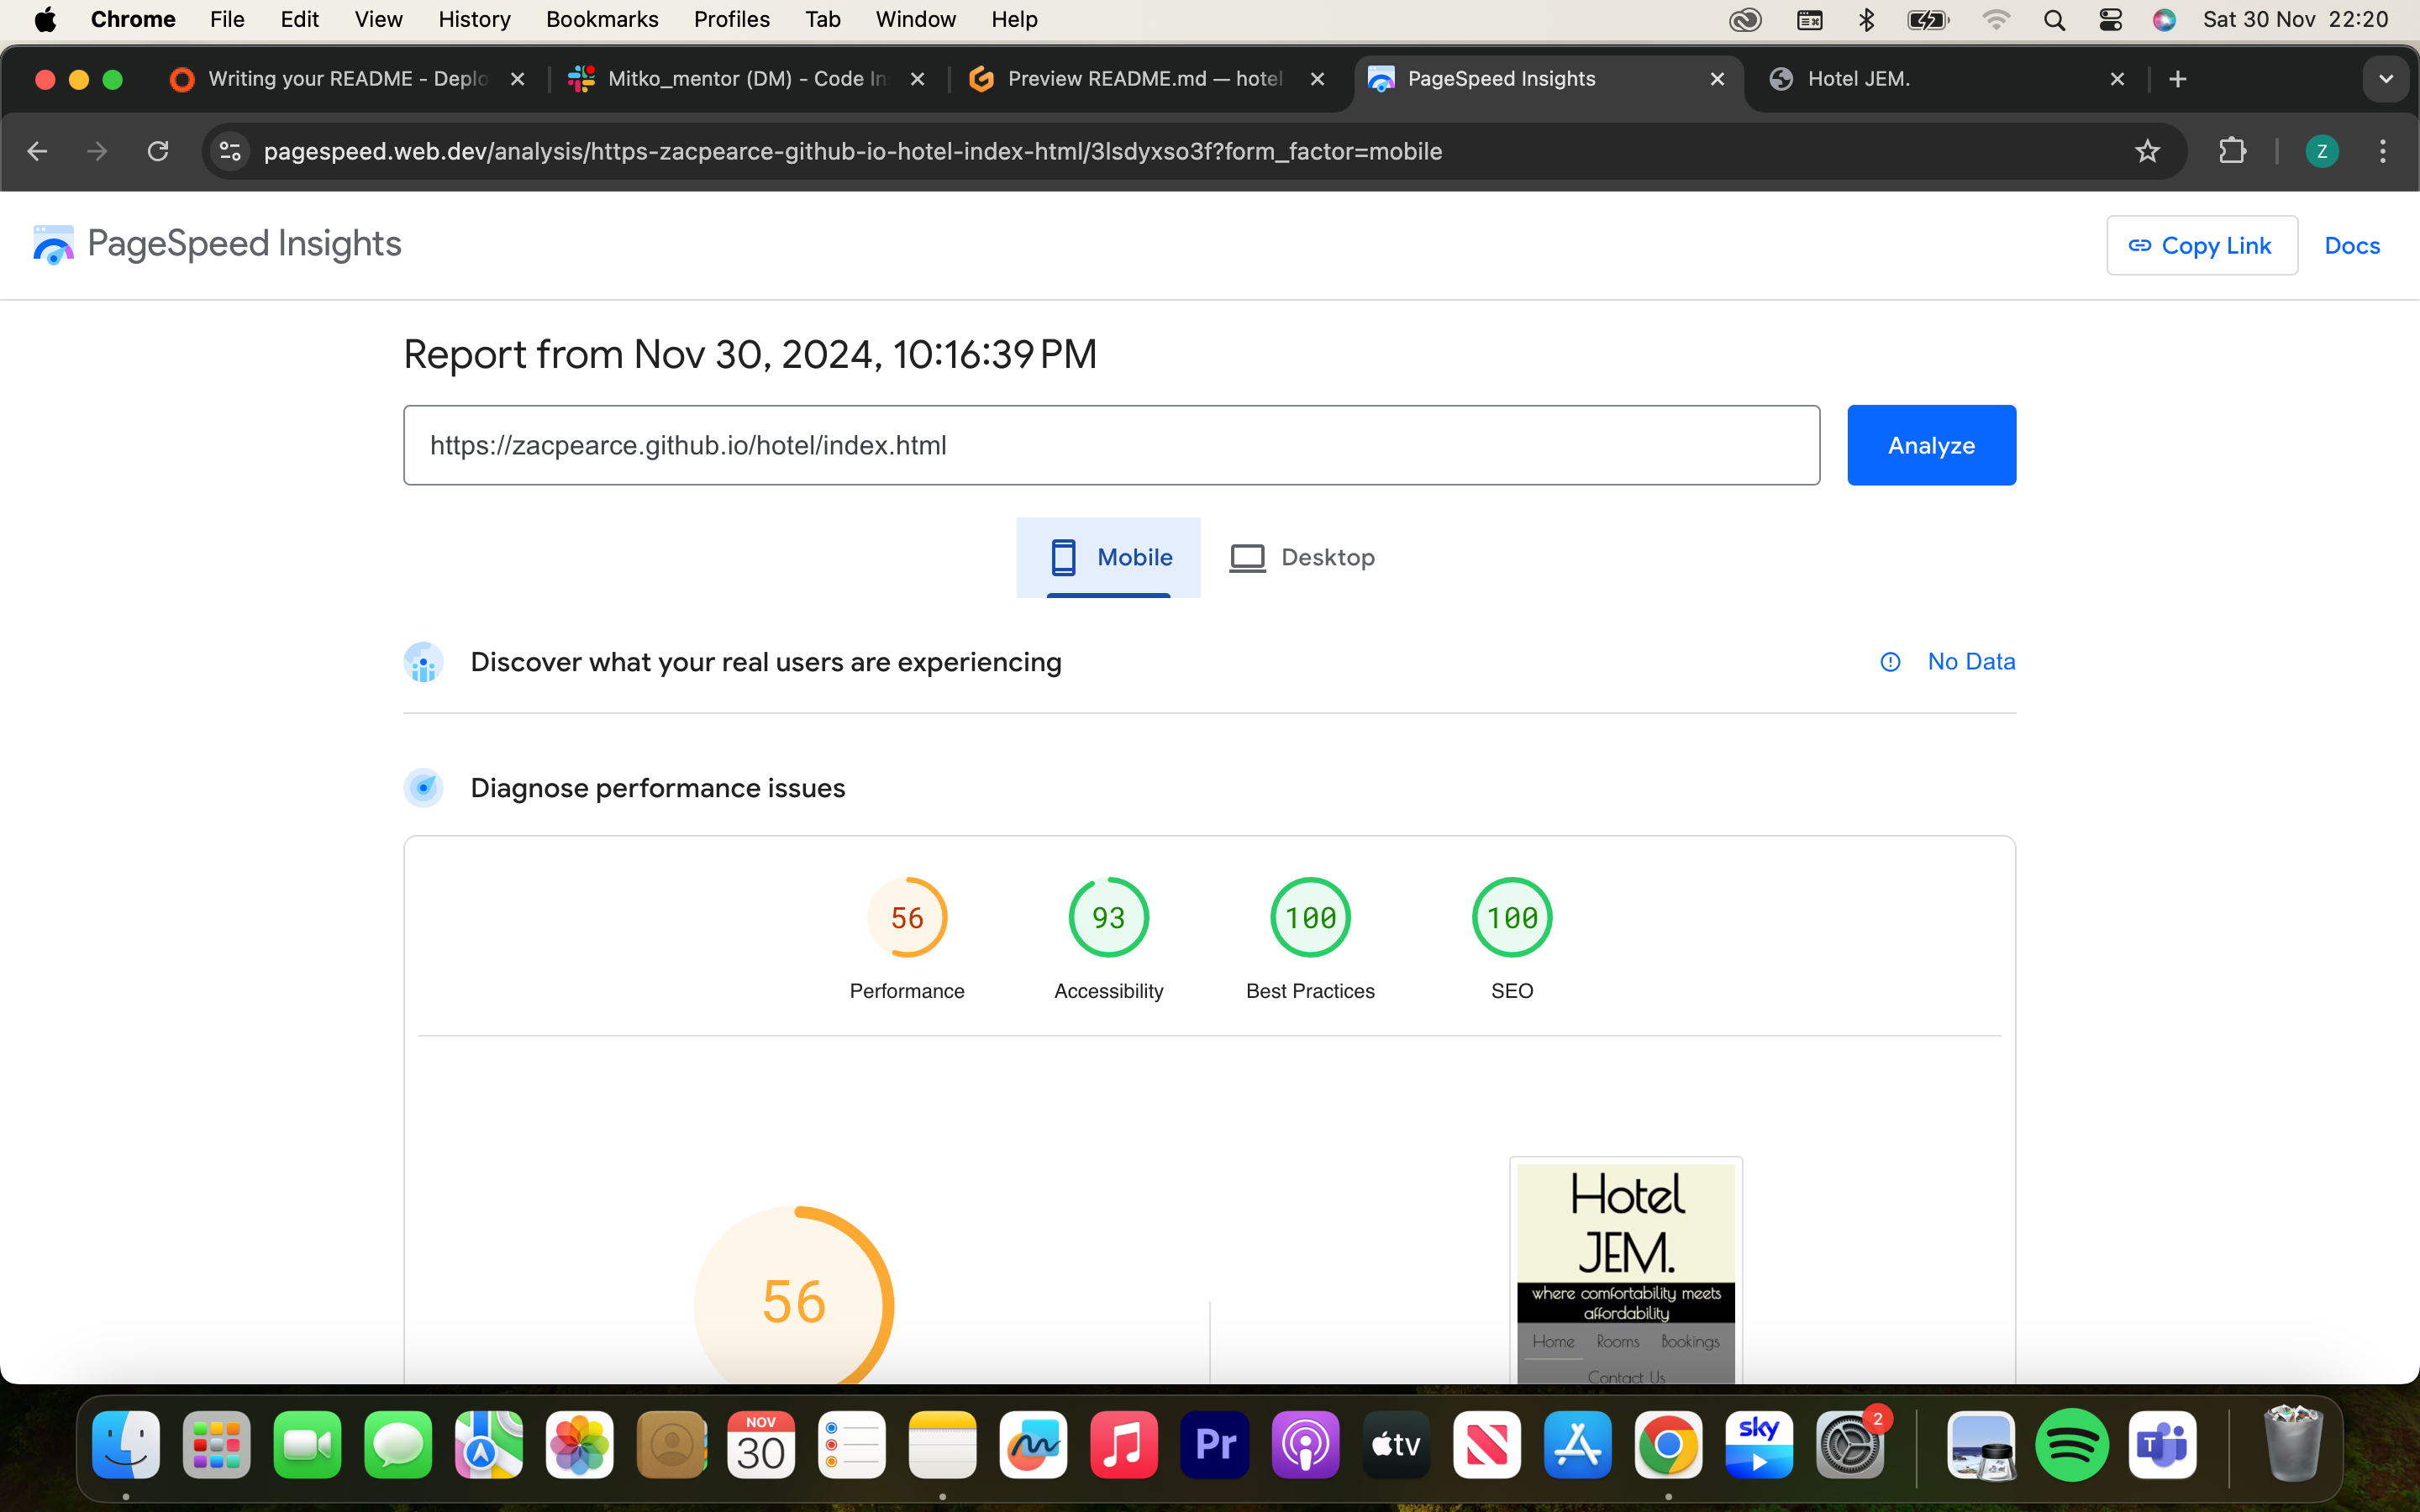 Chrome File Edit View History Bookmarks Profiles Tab Window Help Sat 30 Nov 22:20
Writing your README - Deplo Mitko_mentor (DM) - Code In Preview README.md — hotel PageSpeed Insights Hotel JEM.
pagespeed.web.dev/analysis/https-zacpearce-github-io-hotel-index-html/3lsdyxso3f?form_factor=mobile Z
PageSpeed Insights Copy Link Docs
Report from Nov 30, 2024, 10:16:39 PM
https://zacpearce.github.io/hotel/index.html Analyze
Mobile Desktop
Discover what your real users are experiencing No Data
Diagnose performance issues
56 93 100 100
Performance Accessibility Best Practices SEO
Hotel
JEM.
where comfortability meets
affordability
56
Home Rooms Bookings
Contact Us
NOV
30
Pr
tv
sky
2
T